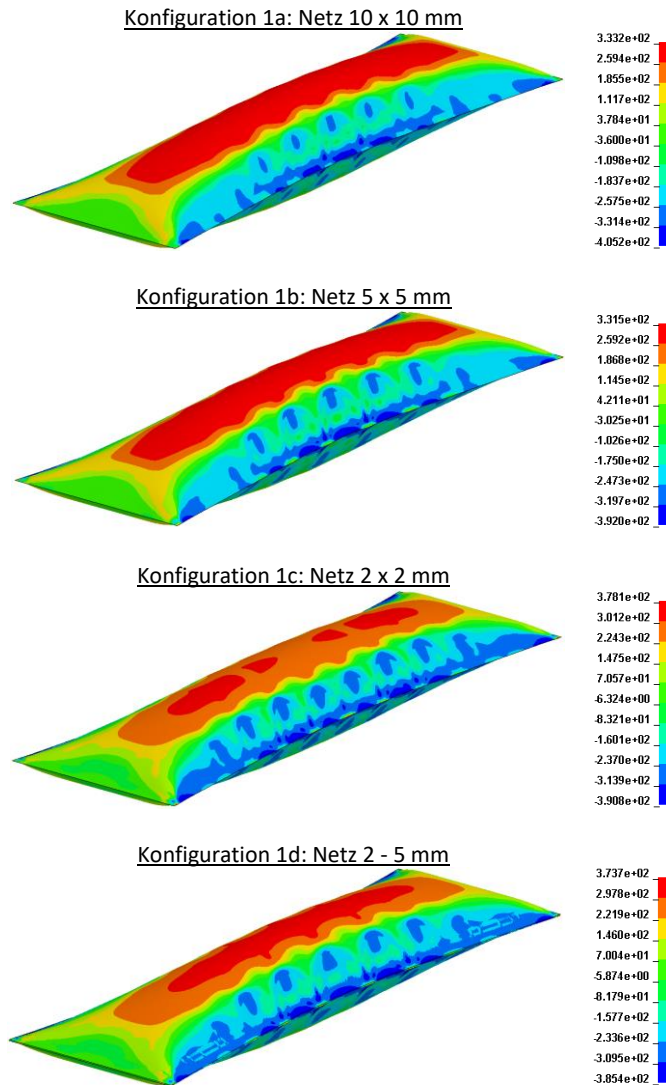 Konfiguration 1a: Netz 10 x 10 mm
3.332e+02
2.594e+02
1.855e+02
1.117e+02
3.784e+01
-3.600e+01
-1.098e+02
-1.837e+02
-2.575e+02
-3.314e+02
-4.052e+02
Konfiguration 1b: Netz 5 x 5 mm
3.315e+02
2.592e+02
1.868e+02
1.145e+02
4.211e+01
-3.025e+01
-1.026e+02
-1.750e+02
-2.473e+02
-3.197e+02
-3.920e+02
Konfiguration 1c: Netz 2 x 2 mm
3.781e+02
3.012e+02
2.243e+02
1.475e+02
7.057e+01
-6.324e+00
-8.321e+01
-1.601e+02
-2.370e+02
-3.139e+02
-3.908e+02
Konfiguration 1d: Netz 2 - 5 mm
3.737e+02
2.978e+02
2.219e+02
1.460e+02
7.004e+01
-5.874e+00
-8.179e+01
-1.577e+02
-2.336e+02
-3.095e+02
-3.854e+02